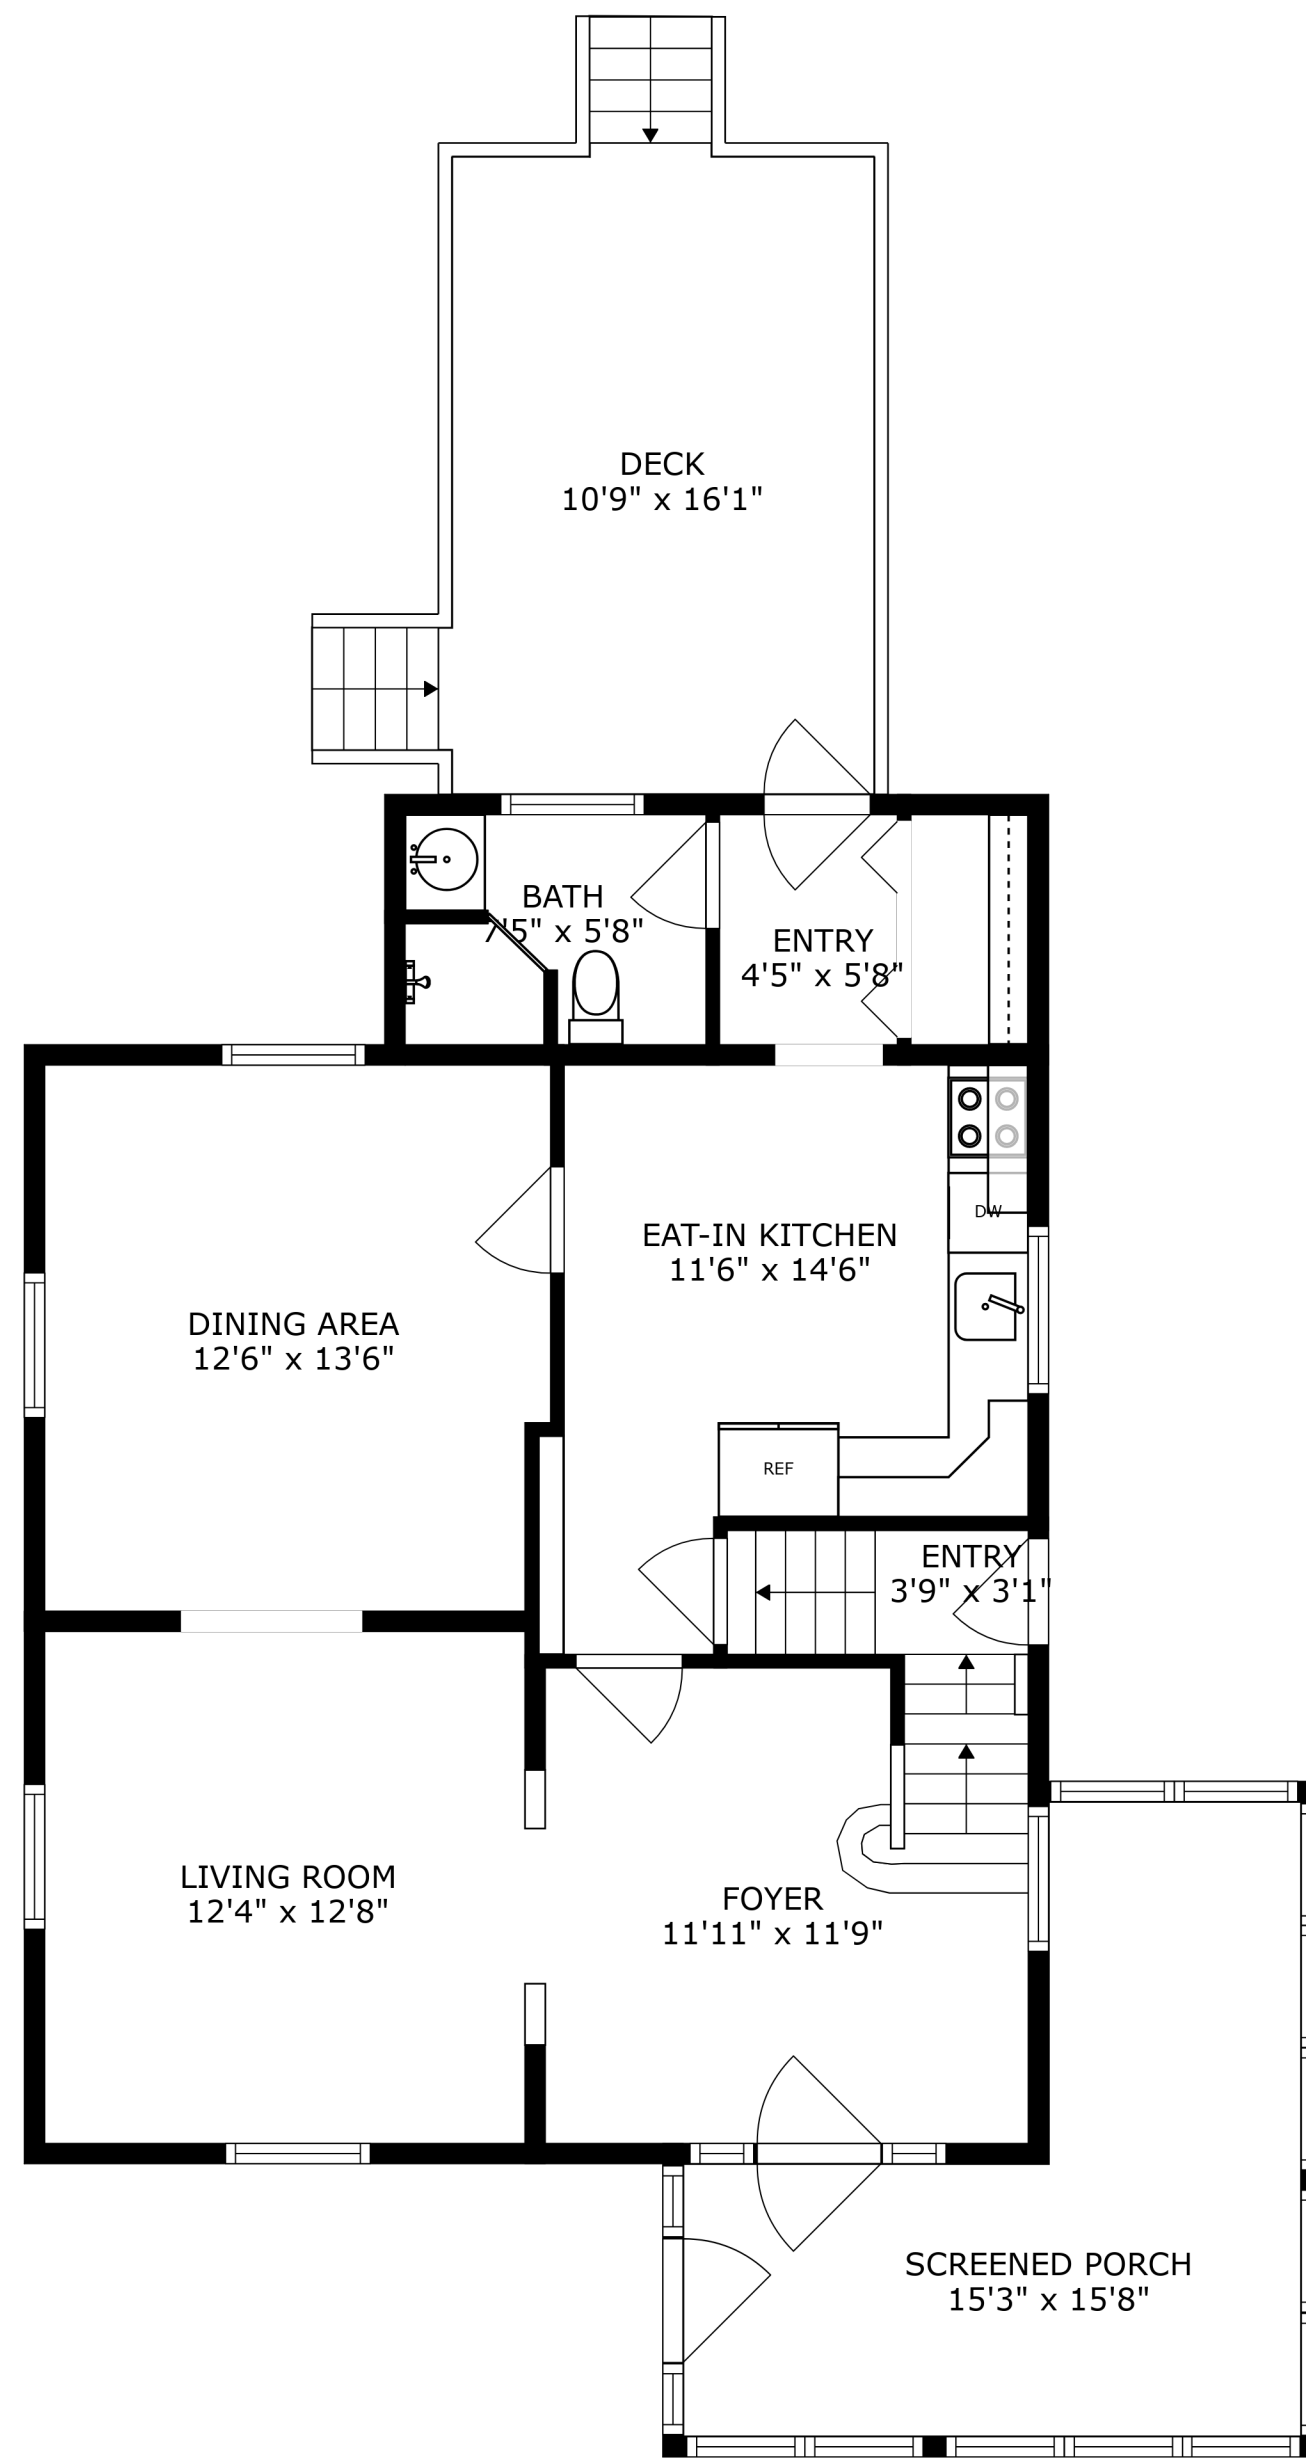 DECK
10'9" x 16'1"
BATH
7'5" x 5'8"
ENTRY
4'5" x 5'8"
DW
EAT-IN KITCHEN
11'6" x 14'6"
DINING AREA
12'6" x 13'6"
REF
ENTRY
3'9" x 3'1"
LIVING ROOM
12'4" x 12'8"
FOYER
11'11" x 11'9"
SCREENED PORCH
15'3" x 15'8"